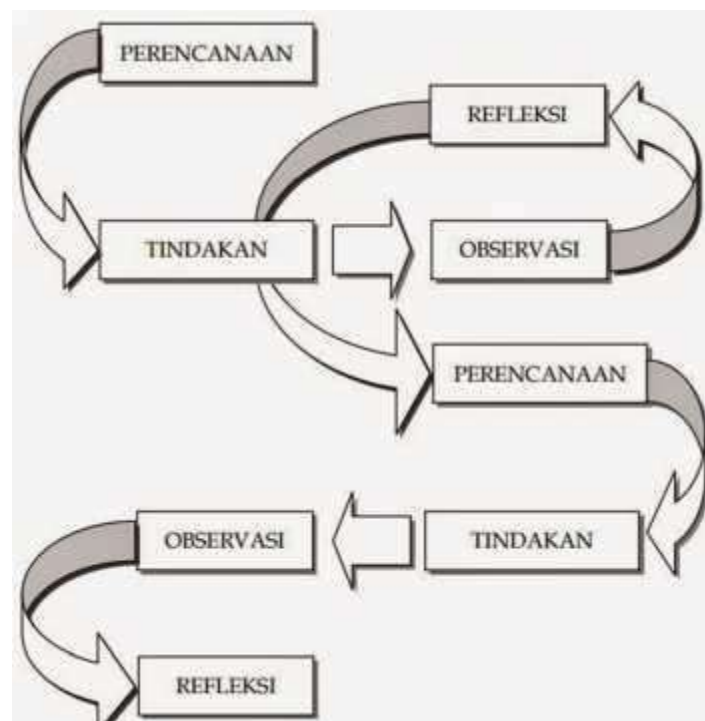 PERENCANAAN
REFLEKSI
TINDAKAN
OBSERVASI
PERENCANAAN
OBSERVASI
TINDAKAN
REFLEKSI